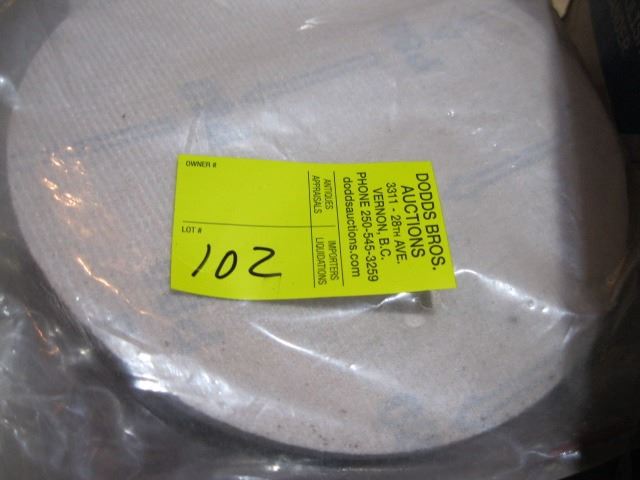 OWNER #
LOT #
102
ANTIQUES
APPRAISALS
IMPORTERS
LIQUIDATIONS
DODDS BROS.
AUCTIONS
3311 - 28TH AVE.
VERNON, B.C.
PHONE 250-545-3259
doddsauctions.com